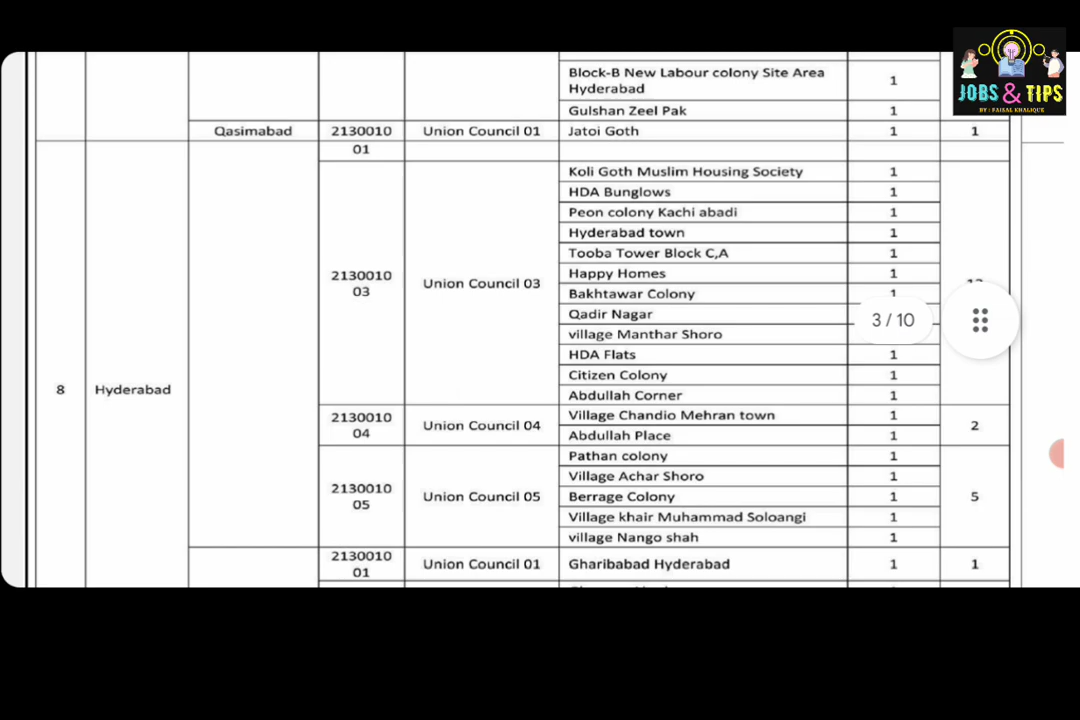 JOBS & TIPS
BY : FAISAL KHALIQUE
Block-B New Labour colony Site Area
Hyderabad
1
Gulshan Zeel Pak
1
Qasimabad
2130010
01
Union Council 01
Jatoi Goth
1
1
8
Hyderabad
2130010
03
Union Council 03
Koli Goth Muslim Housing Society
1
HDA Bunglows
1
Peon colony Kachi abadi
1
Hyderabad town
1
Tooba Tower Block C,A
1
Happy Homes
1
Bakhtawar Colony
1
Qadir Nagar
village Manthar Shoro
3 / 10
HDA Flats
1
Citizen Colony
1
Abdullah Corner
1
2130010
04
Union Council 04
Village Chandio Mehran town
1
Abdullah Place
1
2
2130010
05
Union Council 05
Pathan colony
1
Village Achar Shoro
1
Berrage Colony
1
Village khair Muhammad Soloangi
1
village Nango shah
1
5
2130010
01
Union Council 01
Gharibabad Hyderabad
1
1